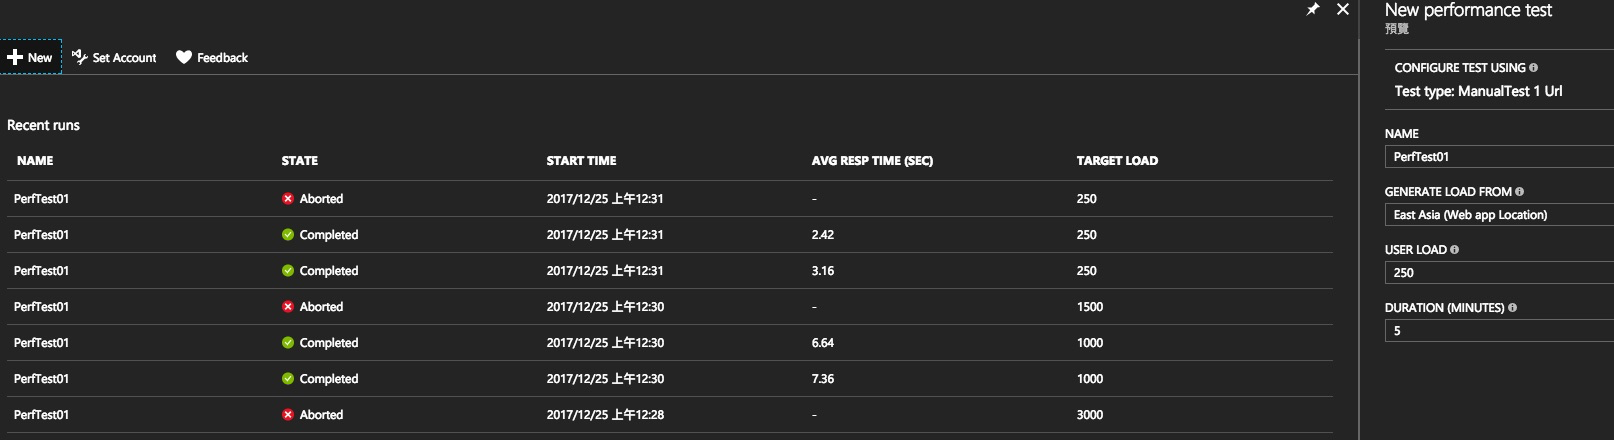 New Set Account Feedback
Recent runs
NAME STATE START TIME AVG RESP TIME (SEC) TARGET LOAD
PerfTest01 Aborted 2017/12/25 上午12:31 - 250
PerfTest01 Completed 2017/12/25 上午12:31 2.42 250
PerfTest01 Completed 2017/12/25 上午12:31 3.16 250
PerfTest01 Aborted 2017/12/25 上午12:30 - 1500
PerfTest01 Completed 2017/12/25 上午12:30 6.64 1000
PerfTest01 Completed 2017/12/25 上午12:30 7.36 1000
PerfTest01 Aborted 2017/12/25 上午12:28 - 3000
New performance test
預覽
CONFIGURE TEST USING
Test type: ManualTest 1 Url
NAME
PerfTest01
GENERATE LOAD FROM
East Asia (Web app Location)
USER LOAD
250
DURATION (MINUTES)
5